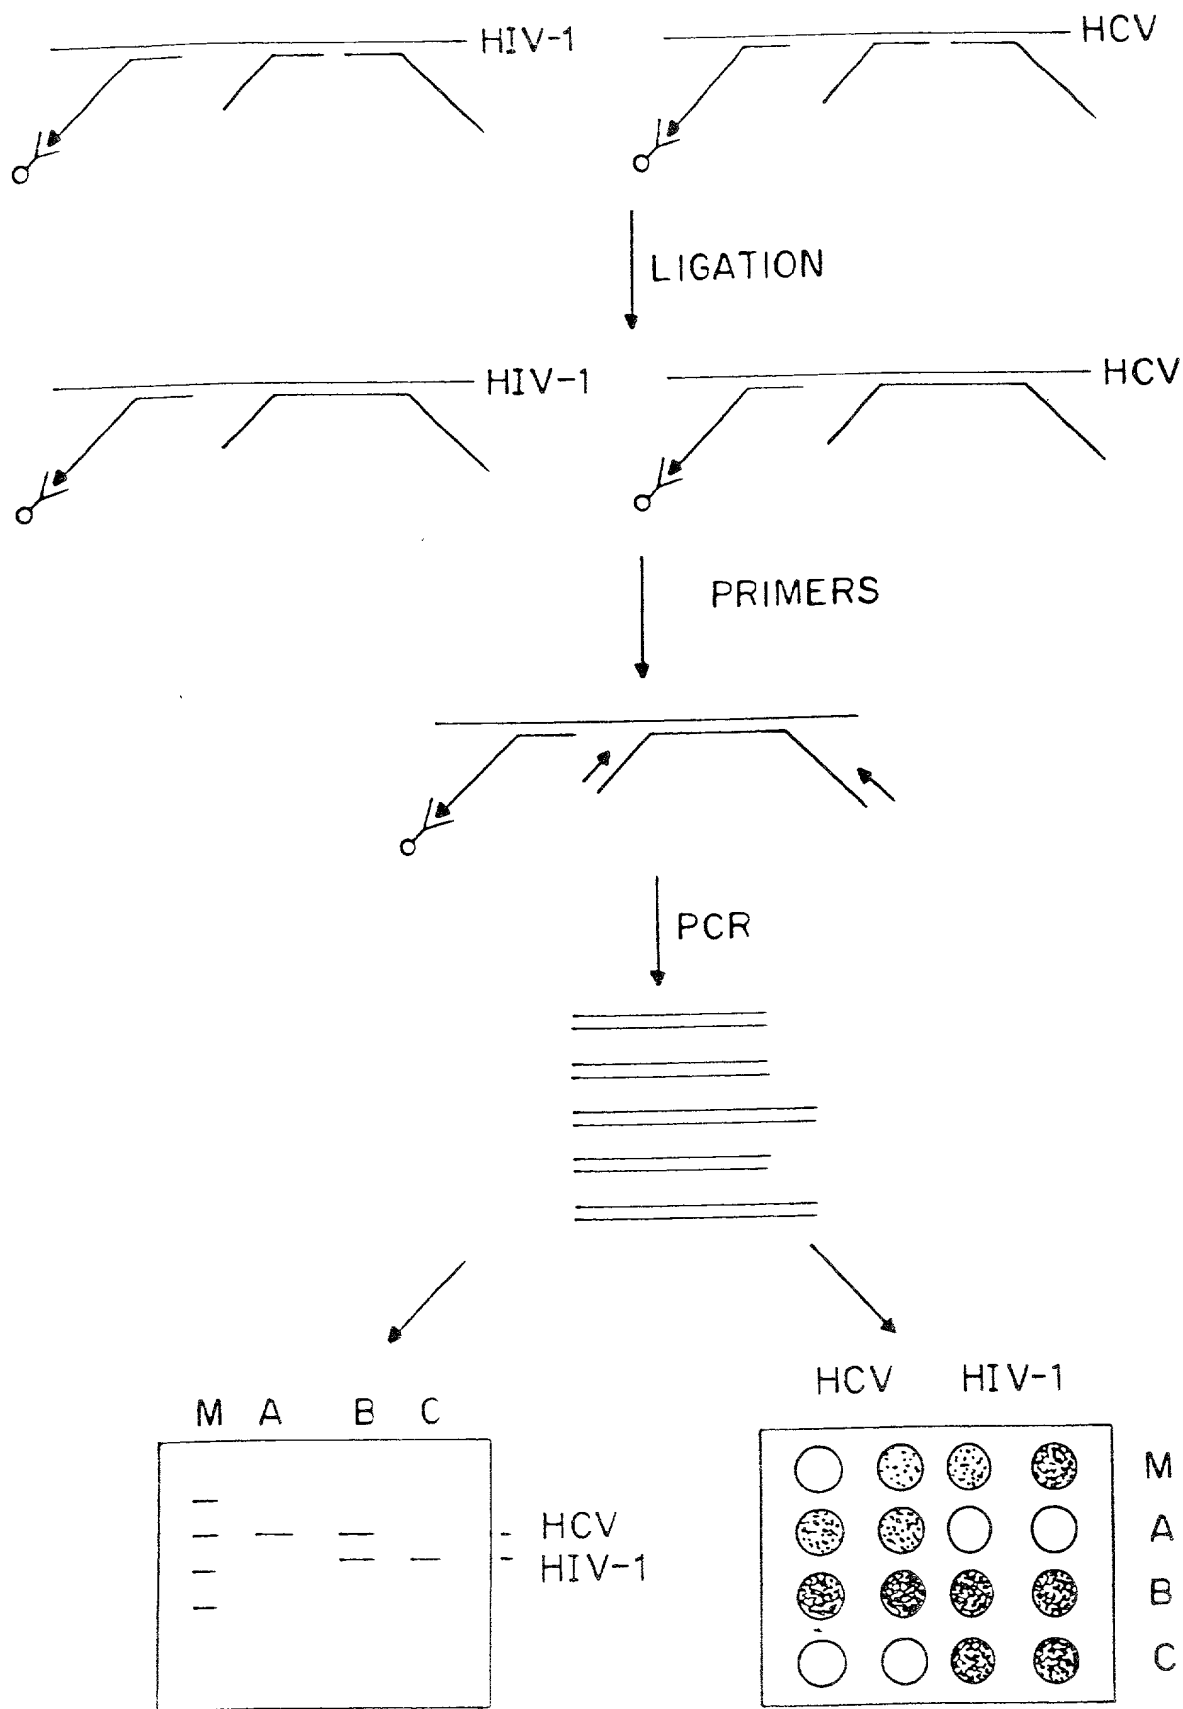 HIV-1
HCV
LIGATION
HIV-1
HCV
PRIMERS
PCR
M A B C
HCV
HIV-1
HCV HIV-1
M
A
B
C